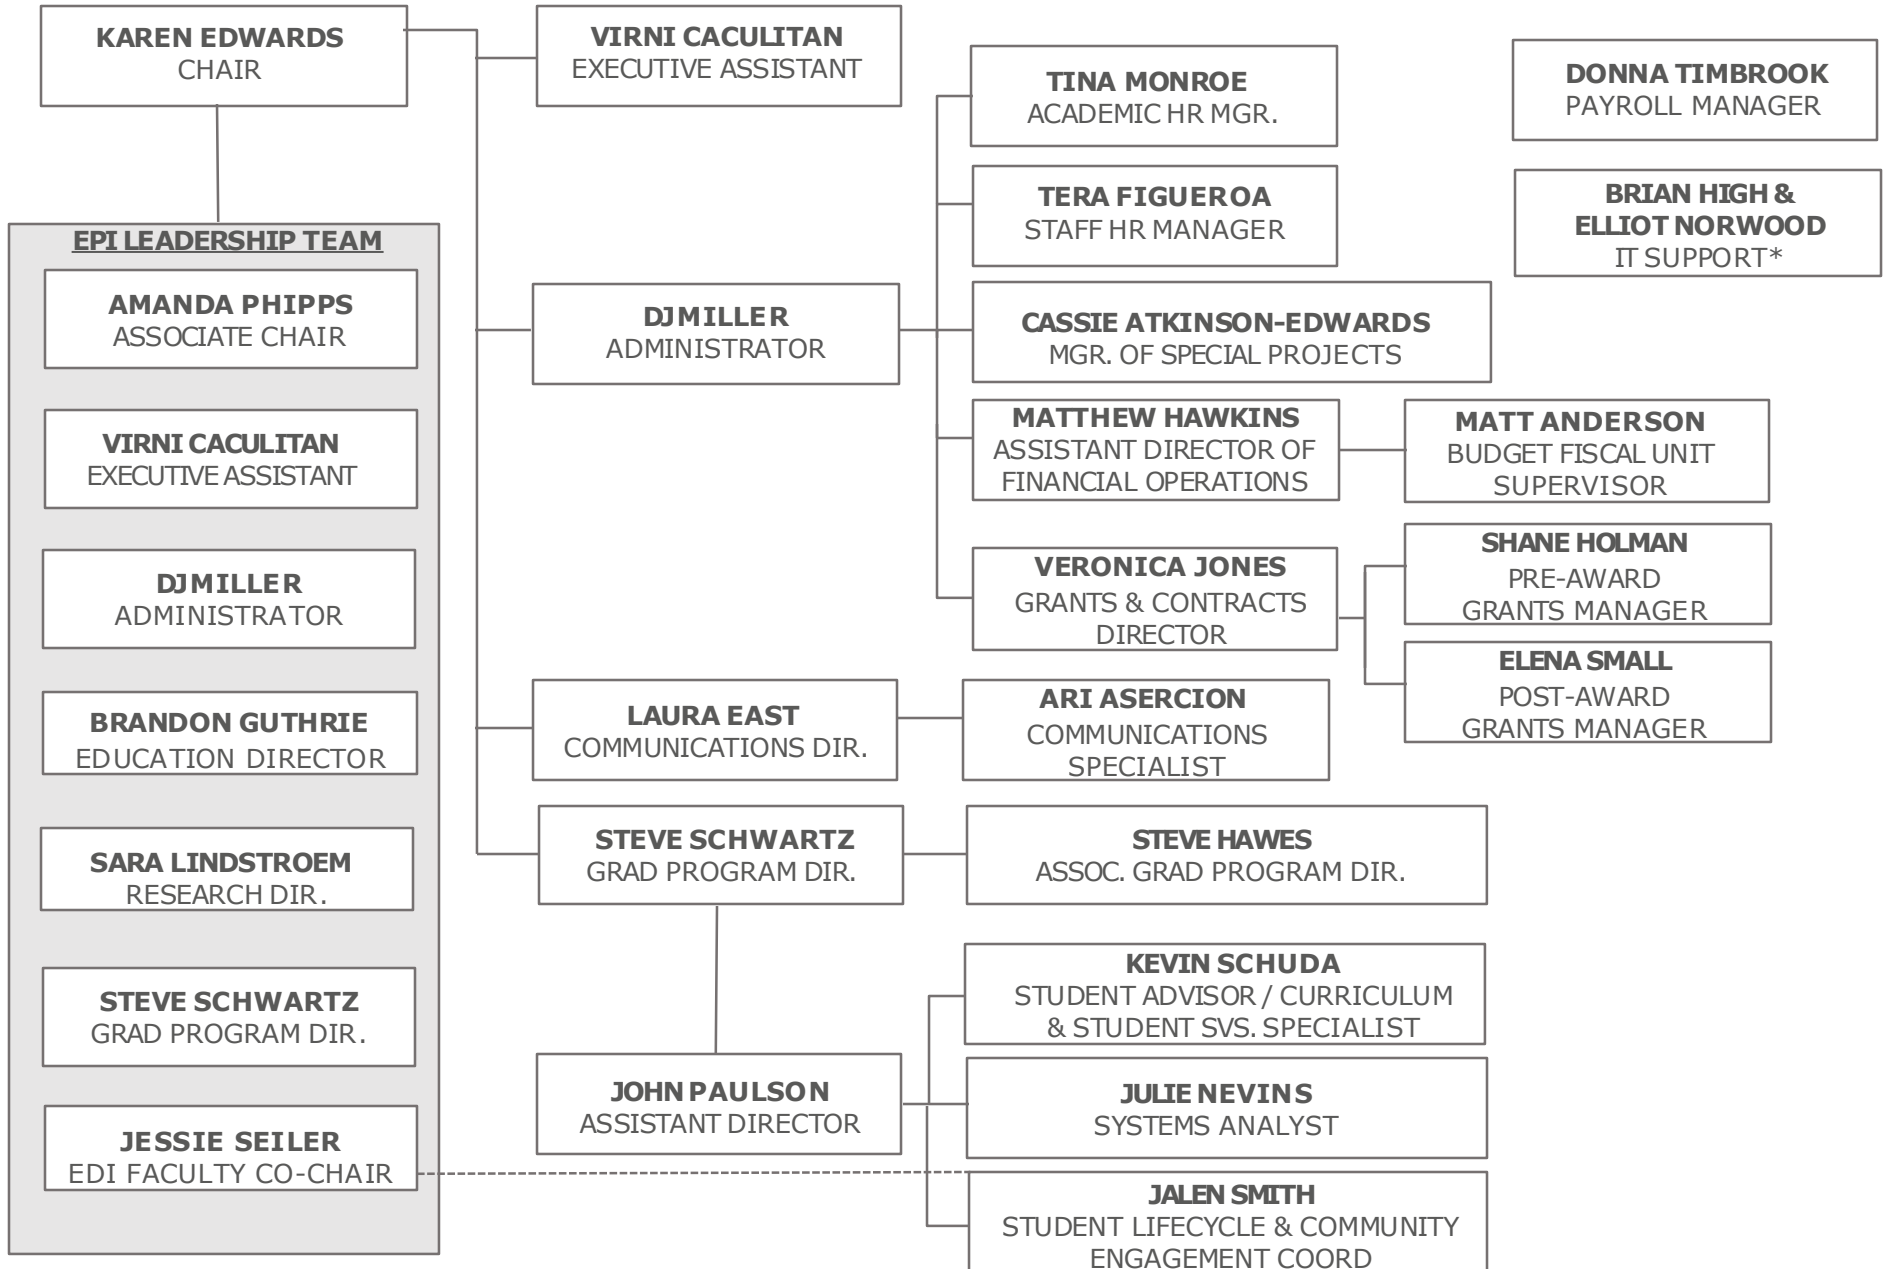 KAREN EDWARDS
CHAIR
VIRNI CACULITAN
EXECUTIVE ASSISTANT
TINA MONROE
ACADEMIC HR MGR.
DONNA TIMBROOK
PAYROLL MANAGER
TERA FIGUEROA
STAFF HR MANAGER
BRIAN HIGH &
ELLIOT NORWOOD
IT SUPPORT*
EPI LEADERSHIP TEAM
AMANDA PHIPPS
ASSOCIATE CHAIR
VIRNI CACULITAN
EXECUTIVE ASSISTANT
DJ MILLER
ADMINISTRATOR
BRANDON GUTHRIE
EDUCATION DIRECTOR
SARA LINDSTROEM
RESEARCH DIR.
STEVE SCHWARTZ
GRAD PROGRAM DIR.
JESSIE SEILER
EDI FACULTY CO-CHAIR
DJ MILLER
ADMINISTRATOR
CASSIE ATKINSON-EDWARDS
MGR. OF SPECIAL PROJECTS
MATTHEW HAWKINS
ASSISTANT DIRECTOR OF
FINANCIAL OPERATIONS
MATT ANDERSON
BUDGET FISCAL UNIT
SUPERVISOR
VERONICA JONES
GRANTS & CONTRACTS
DIRECTOR
SHANE HOLMAN
PRE-AWARD
GRANTS MANAGER
ELENA SMALL
POST-AWARD
GRANTS MANAGER
LAURA EAST
COMMUNICATIONS DIR.
ARI ASERCION
COMMUNICATIONS
SPECIALIST
STEVE SCHWARTZ
GRAD PROGRAM DIR.
STEVE HAWES
ASSOC. GRAD PROGRAM DIR.
JOHN PAULSON
ASSISTANT DIRECTOR
KEVIN SCHUDA
STUDENT ADVISOR / CURRICULUM
& STUDENT SVS. SPECIALIST
JULIE NEVINS
SYSTEMS ANALYST
JALEN SMITH
STUDENT LIFECYCLE & COMMUNITY
ENGAGEMENT COORD